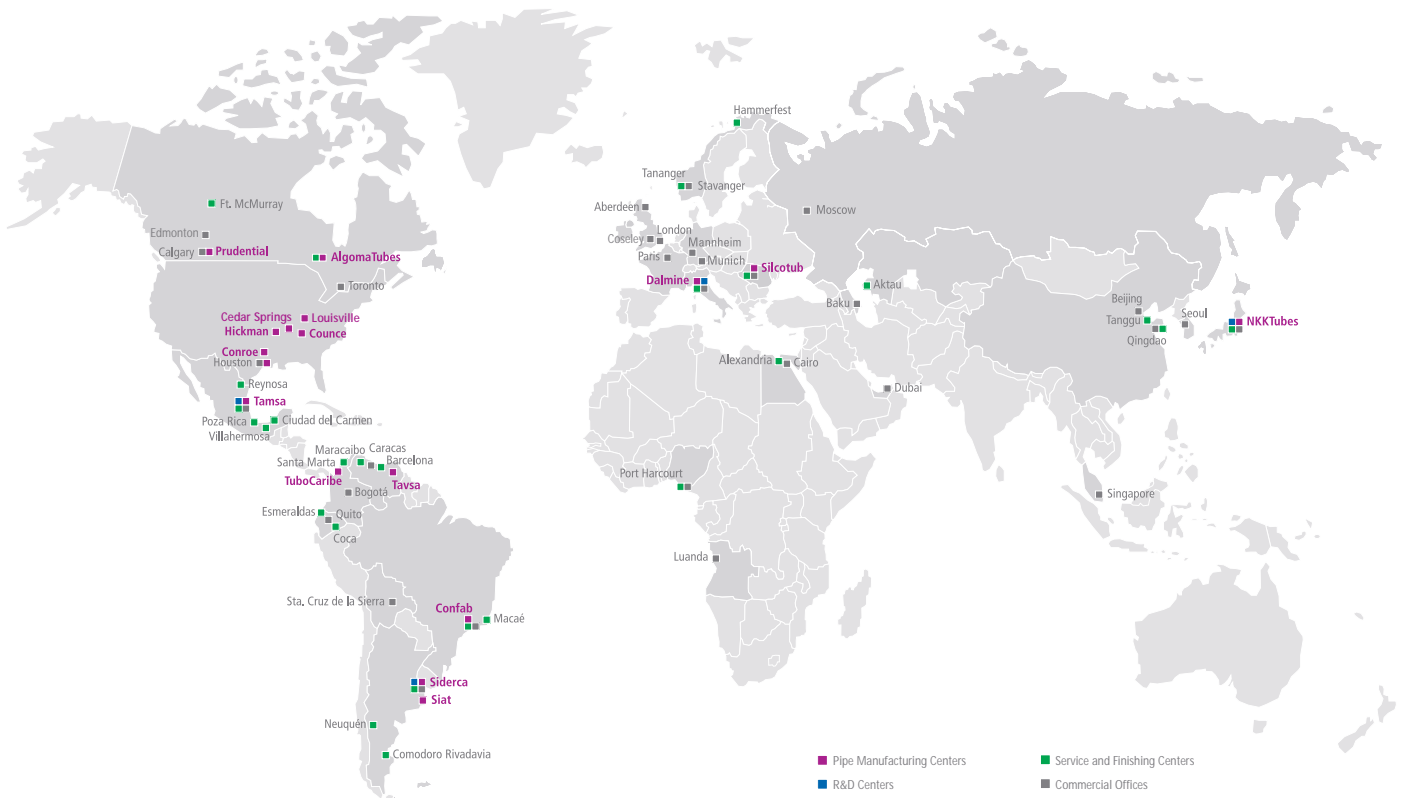 Hammerfest
Tananger
Stavanger
Ft. McMurray
Aberdeen
Moscow
Edmonton
London
Coseley
Mannheim
Calgary
Prudential
AlgomaTubes
Paris
Munich
Silcotub
Dalmine
Toronto
Aktau
Beijing
Baku
Cedar Springs
Louisville
Tanggu
Seoul
NKKTubes
Hickman
Counce
Qingdao
Conroe
Houston
Alexandria
Cairo
Reynosa
Dubai
Tamsa
Poza Rica
Ciudad del Carmen
Villahermosa
Maracaibo
Caracas
Santa Marta
Barcelona
TuboCaribe
Tavsa
Port Harcourt
Bogotá
Singapore
Esmeraldas
Quito
Coca
Luanda
Sta. Cruz de la Sierra
Confab
Macaé
Siderca
Siat
Neuquén
Comodoro Rivadavia
Pipe Manufacturing Centers
Service and Finishing Centers
R&D Centers
Commercial Offices